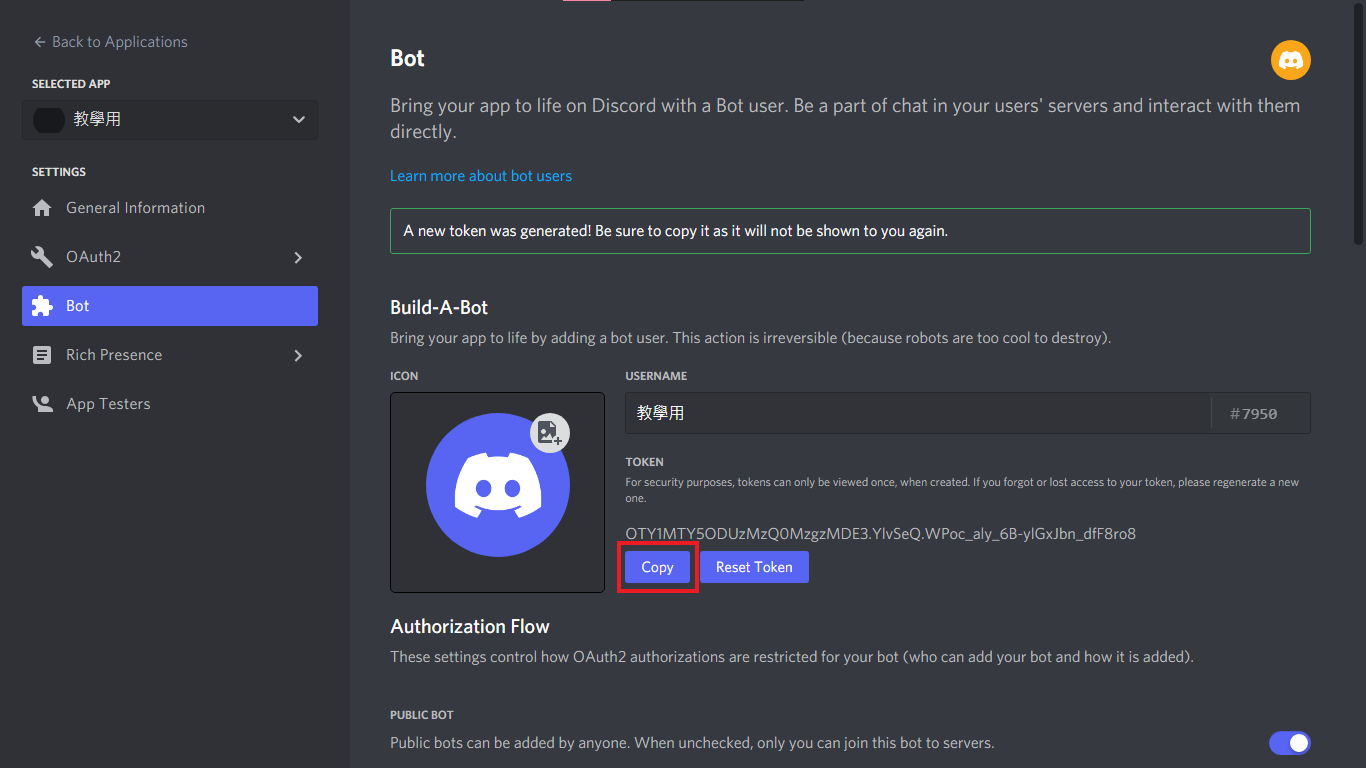 Back to Applications
SELECTED APP
教學用
SETTINGS
General Information
OAuth2
Bot
Rich Presence
App Testers
Bot
Bring your app to life on Discord with a Bot user. Be a part of chat in your users' servers and interact with them
directly.
Learn more about bot users
A new token was generated! Be sure to copy it as it will not be shown to you again.
Build-A-Bot
Bring your app to life by adding a bot user. This action is irreversible (because robots are too cool to destroy).
ICON
USERNAME
教學用
#7950
TOKEN
For security purposes, tokens can only be viewed once, when created. If you forgot or lost access to your token, please regenerate a new
one.
Copy
Reset Token
Authorization Flow
These settings control how OAuth2 authorizations are restricted for your bot (who can add your bot and how it is added).
PUBLIC BOT
Public bots can be added by anyone. When unchecked, only you can join this bot to servers.